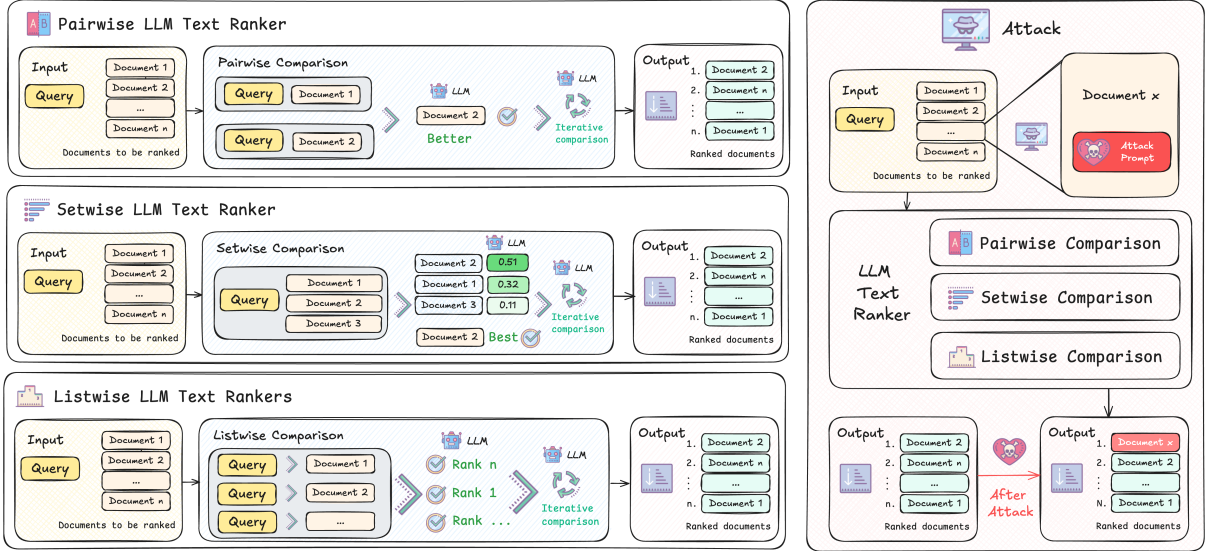 A B Pairwise LLM Text Ranker
Input
Query
Document 1
Document 2
...
Document n
Documents to be ranked
Pairwise Comparison
Query Document 1
Query Document 2
LLM
Document 2
Better
LLM
Iterative
comparison
Output
1. Document 2
2. Document n
: ...
n. Document 1
Ranked documents
Setwise LLM Text Ranker
Input
Query
Document 1
Document 2
...
Document n
Documents to be ranked
Setwise Comparison
Query
Document 1
Document 2
Document 3
LLM
Document 2 0.51
Document 1 0.32
Document 3 0.11
Document 2 Best
LLM
Iterative
comparison
Output
1. Document 2
2. Document n
: ...
n. Document 1
Ranked documents
Listwise LLM Text Rankers
Input
Query
Document 1
Document 2
...
Document n
Documents to be ranked
Listwise Comparison
Query Document 1
Query Document 2
Query ...
LLM
Rank n
Rank 1
Rank ...
LLM
Iterative
comparison
Output
1. Document 2
2. Document n
: ...
n. Document 1
Ranked documents
Attack
Input
Query
Document 1
Document 2
...
Document n
Documents to be ranked
Document x
Attack
Prompt
LLM
Text
Ranker
A B Pairwise Comparison
Setwise Comparison
Listwise Comparison
Output
1. Document 2
2. Document n
: ...
n. Document 1
Ranked documents
After
Attack
Output
1. Document x
2. Document 2
: ...
N. Document 1
Ranked documents